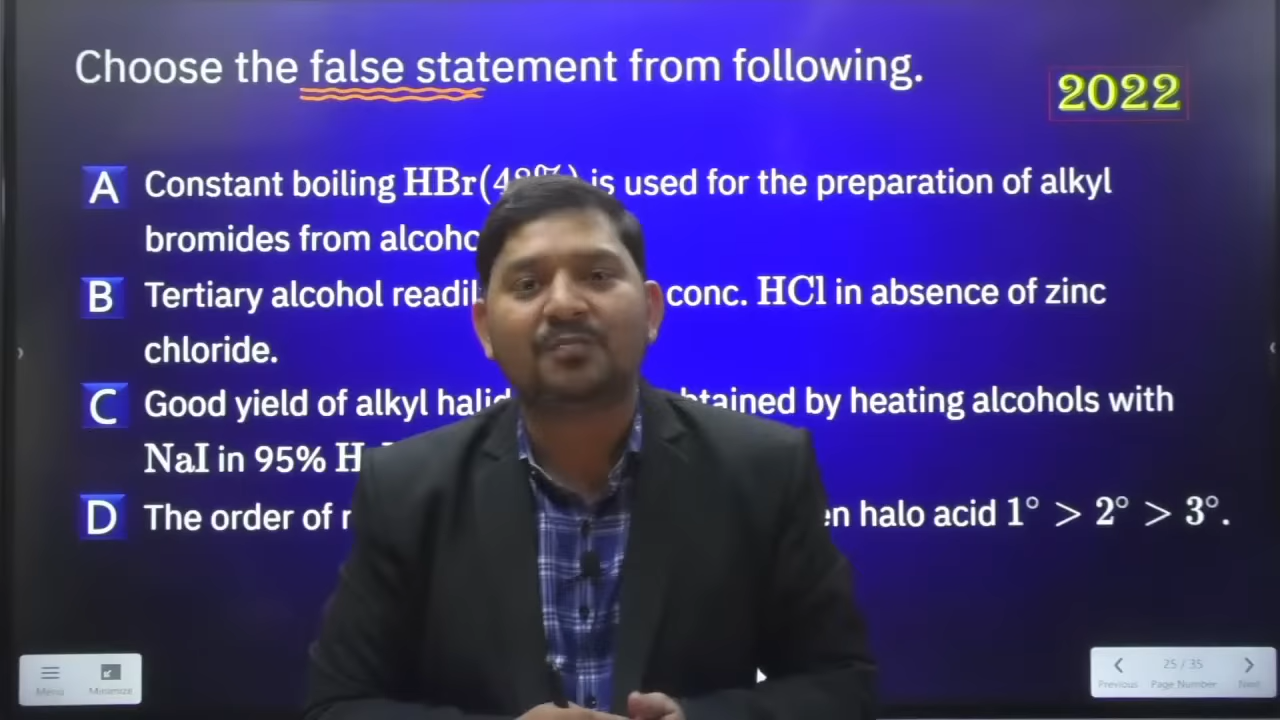 Choose the false statement from following.
2022
A Constant boiling HBr(48%) is used for the preparation of alkyl
bromides from
B Tertiary alcohol conc. HCl in absence of zinc
chloride.
C Good yield of alkyl by heating alcohols with
NaI in 95%
D The order of halo acid 1° > 2° > 3°.
Menu
Minimize
25 / 35
Previous Page Number Next